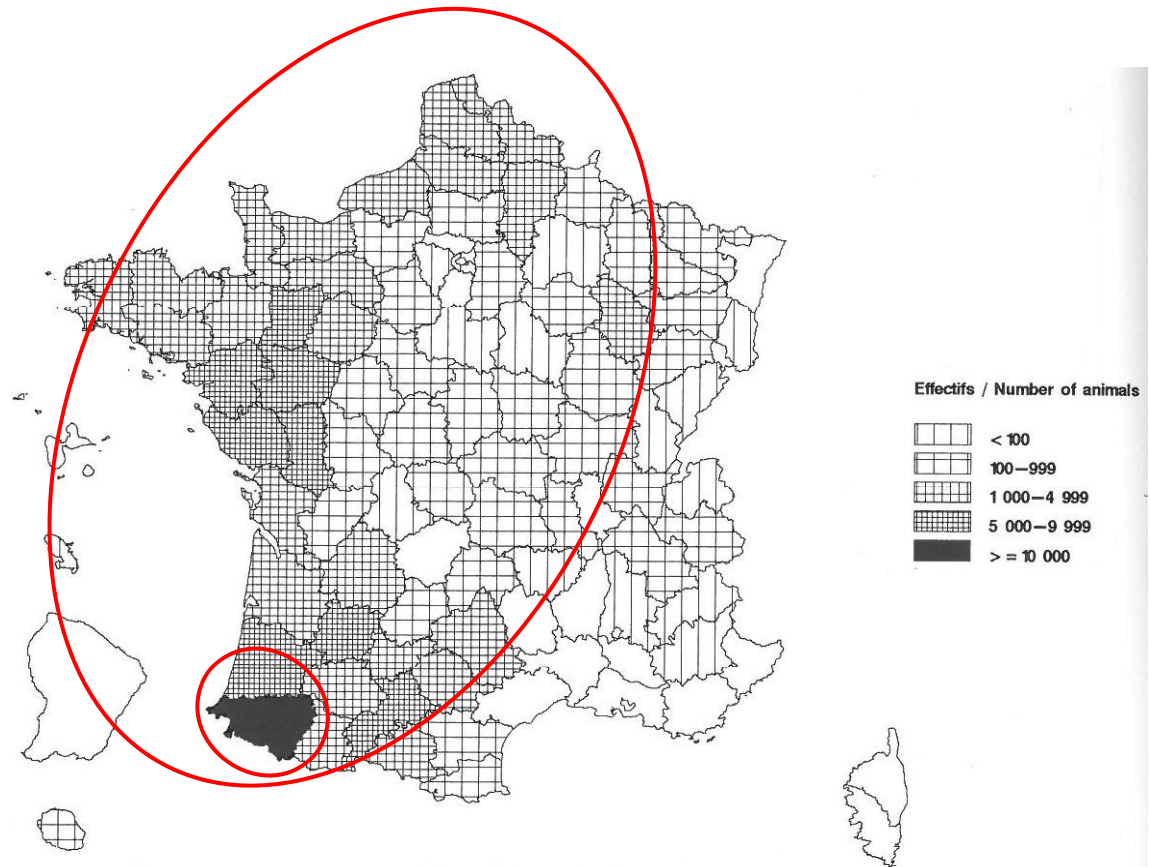 Effectifs / Number of animals
< 100
100–999
1 000–4 999
5 000–9 999
> = 10 000